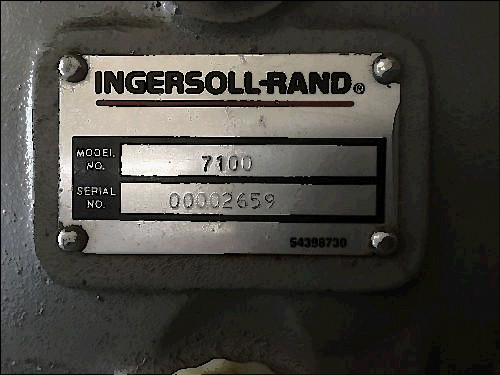 INGERSOLL-RAND®
MODEL NO. 7100
SERIAL NO. 00002659
54398730